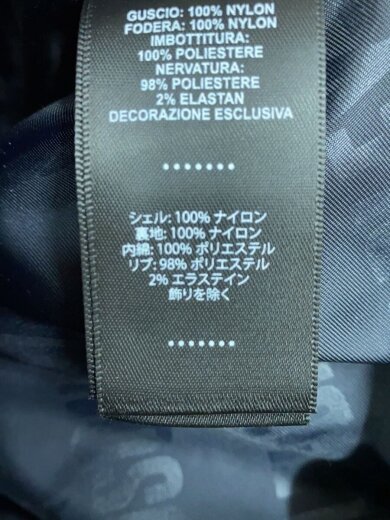 GUSCIO: 100% NYLON
FODERA: 100% NYLON
IMBOTTITURA:
100% POLIESTERE
NERVATURA:
98% POLIESTERE
2% ELASTAN
DECORAZIONE ESCLUSIVA
シェル: 100% ナイロン
裏地: 100% ナイロン
内綿: 100% ポリエステル
リブ: 98% ポリエステル
2% エラステイン
飾りを除く